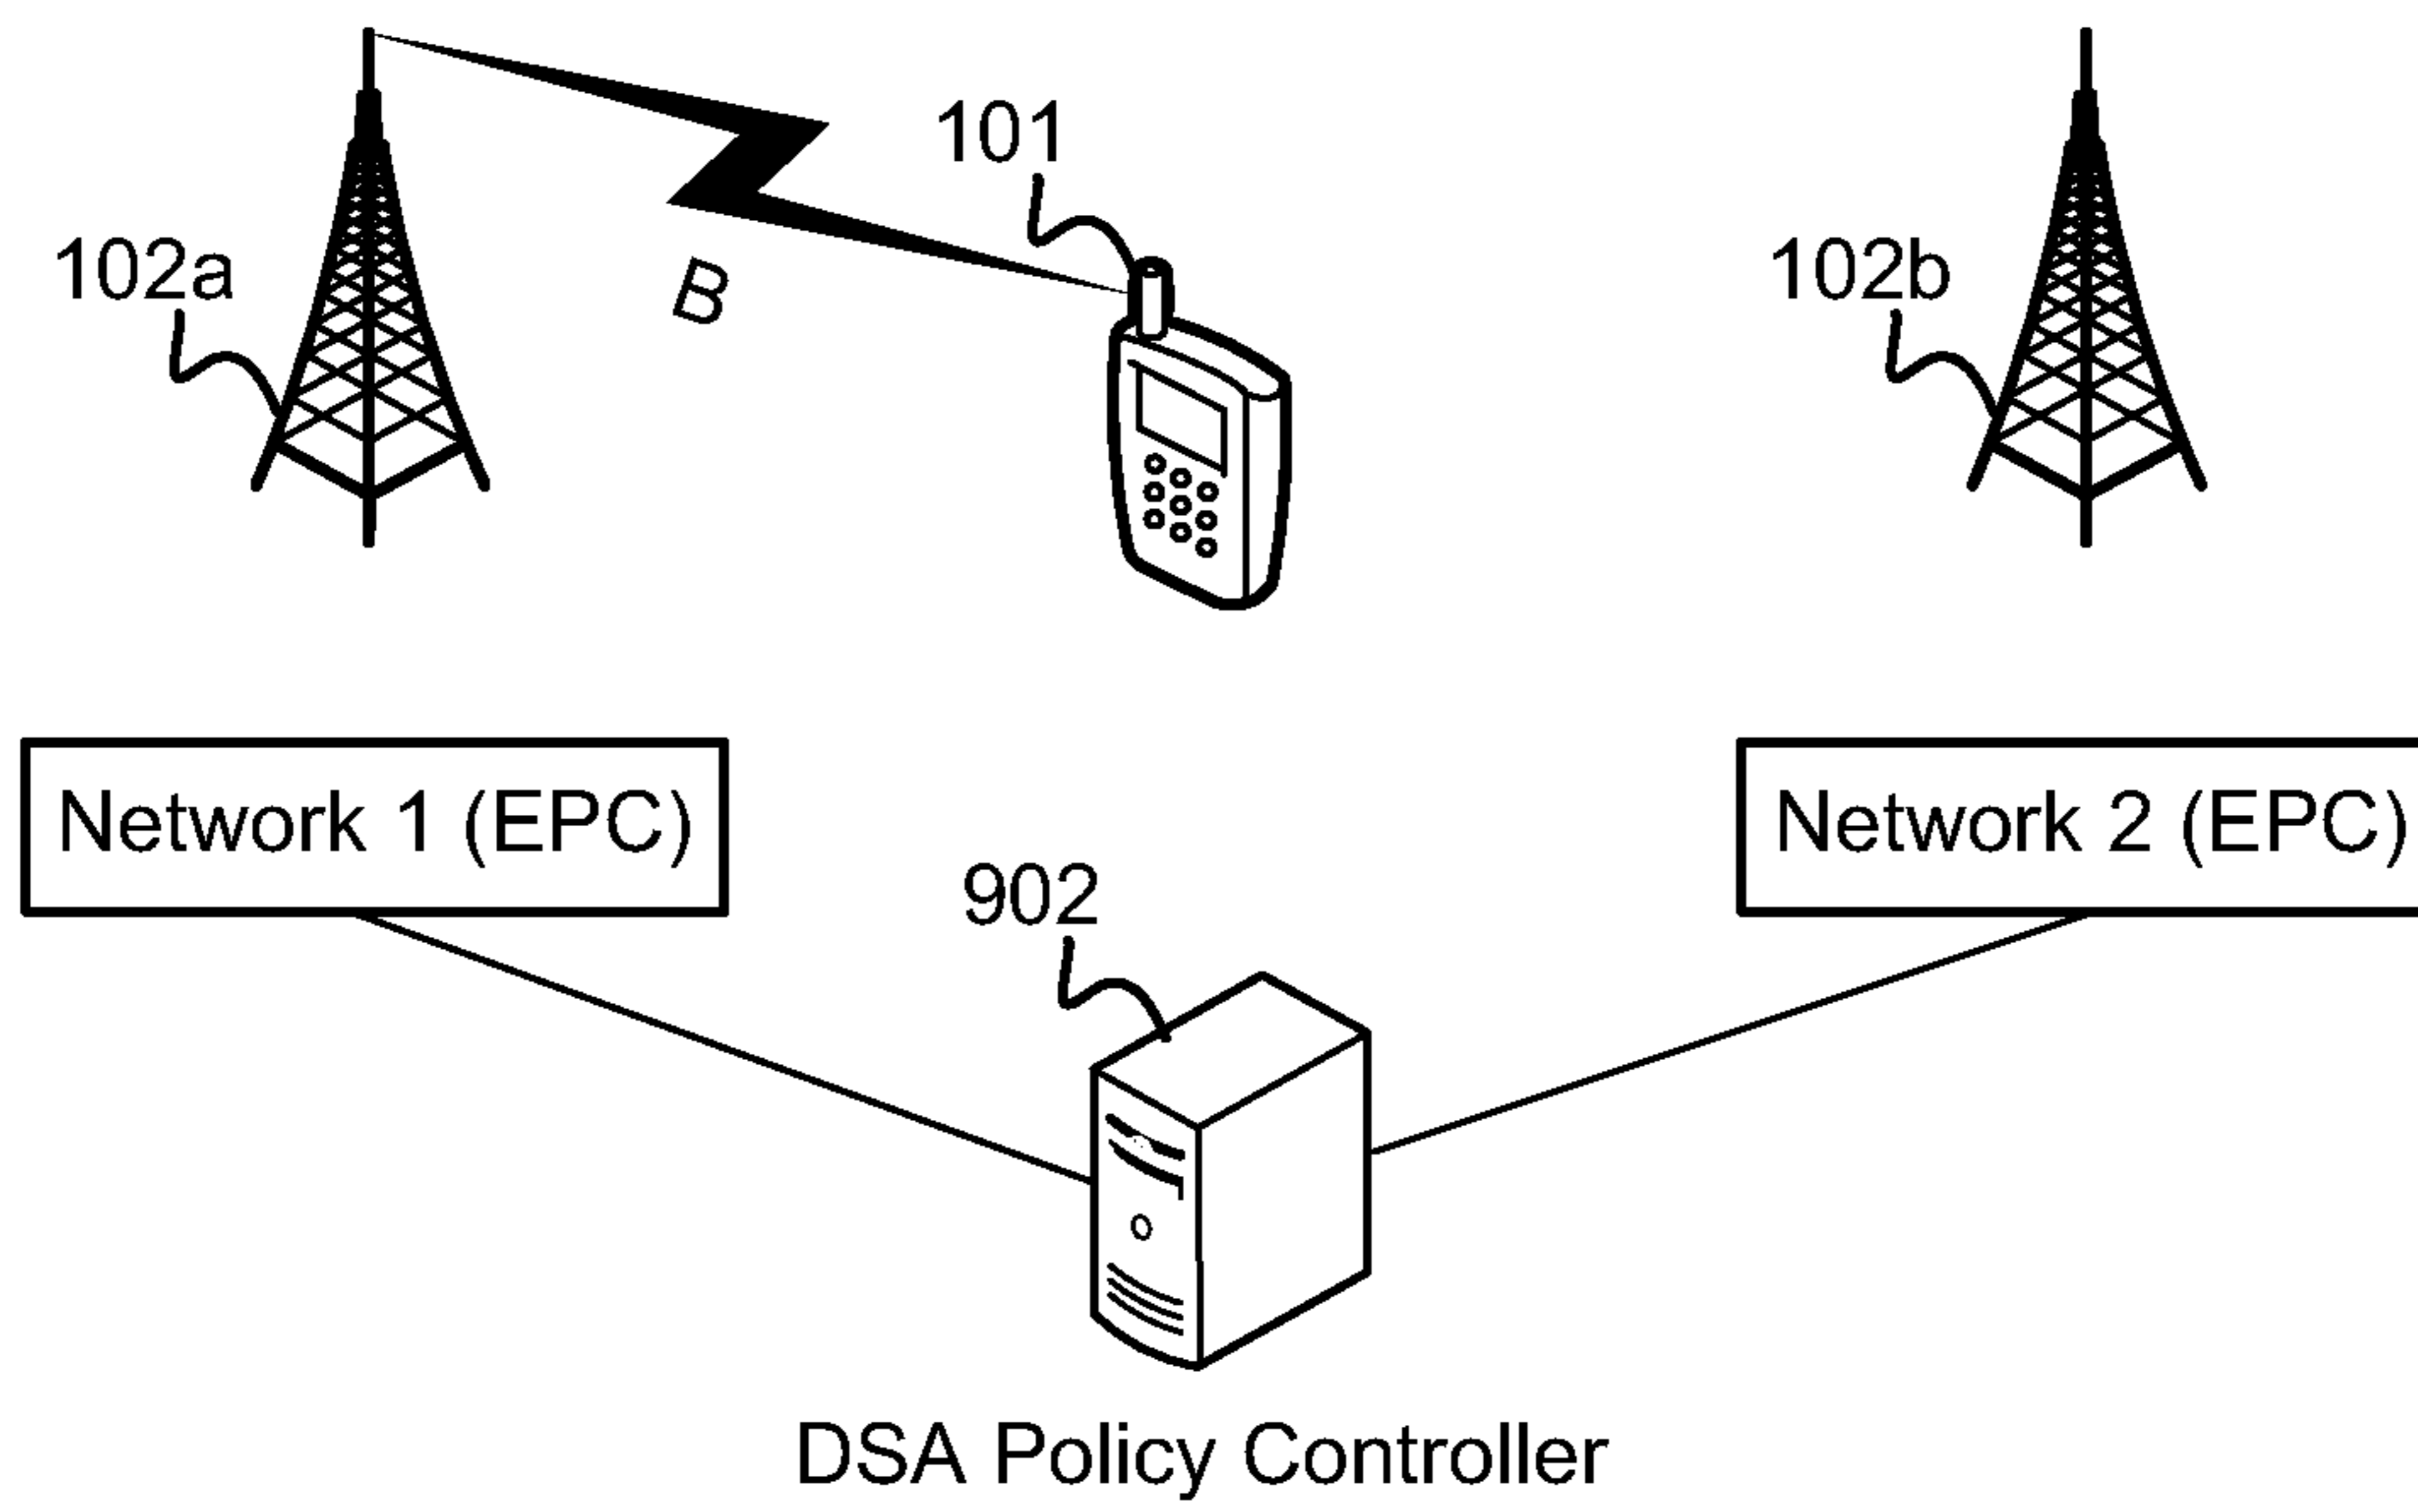 101
102a
102b
B
Network 1 (EPC)
Network 2 (EPC)
902
DSA Policy Controller